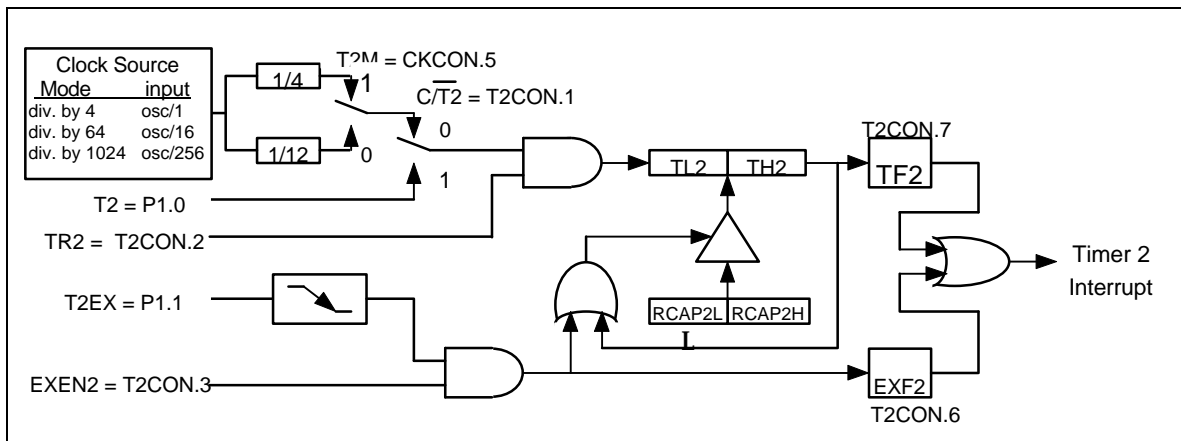 Clock Source
Mode input
div. by 4 osc/1
div. by 64 osc/16
div. by 1024 osc/256
1/4
1/12
T2M = CKCON.5
1
0
C/T2 = T2CON.1
0
1
T2 = P1.0
TR2 = T2CON.2
T2EX = P1.1
EXEN2 = T2CON.3
TL2 TH2
RCAP2L RCAP2H
L
T2CON.7
TF2
Timer 2
Interrupt
EXF2
T2CON.6